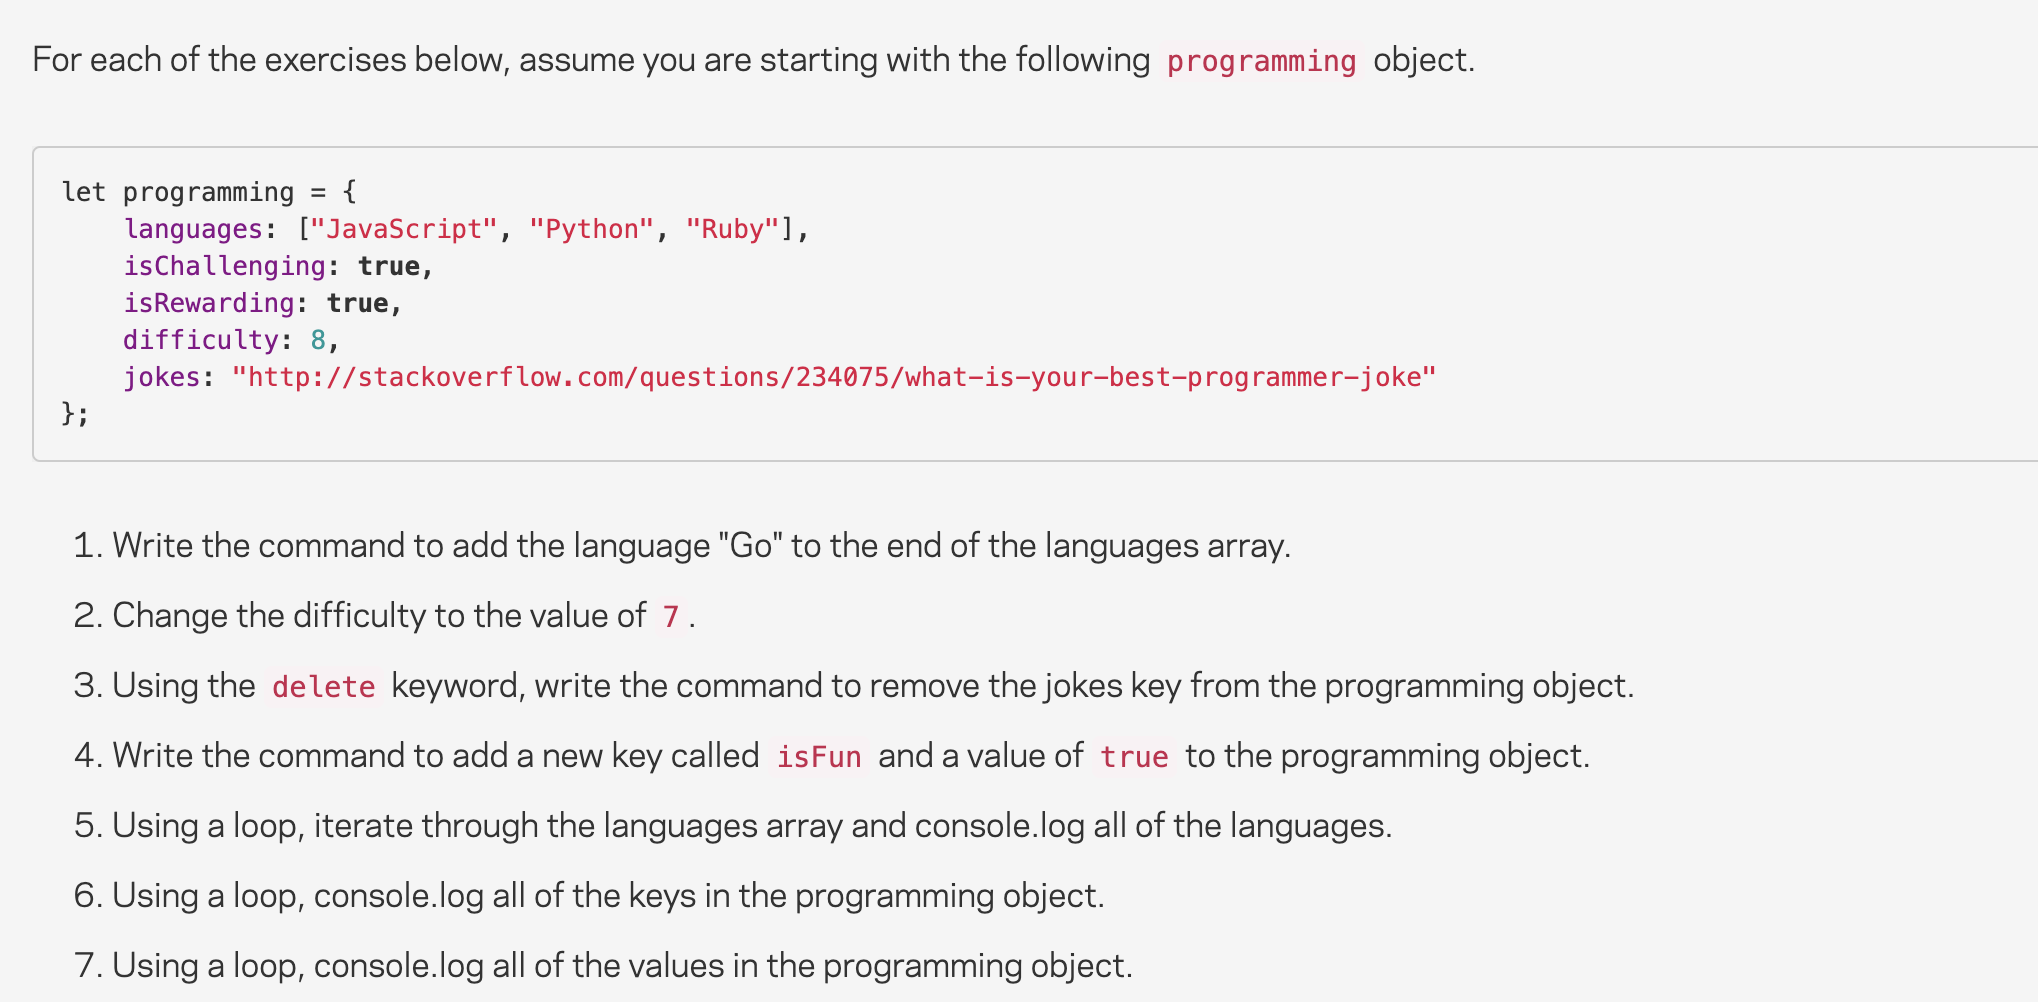 For each of the exercises below, assume you are starting with the following programming object.
let programming = {
    languages: ["JavaScript", "Python", "Ruby"],
    isChallenging: true,
    isRewarding: true,
    difficulty: 8,
    jokes: "http://stackoverflow.com/questions/234075/what-is-your-best-programmer-joke"
};
1. Write the command to add the language "Go" to the end of the languages array.
2. Change the difficulty to the value of 7.
3. Using the delete keyword, write the command to remove the jokes key from the programming object.
4. Write the command to add a new key called isFun and a value of true to the programming object.
5. Using a loop, iterate through the languages array and console.log all of the languages.
6. Using a loop, console.log all of the keys in the programming object.
7. Using a loop, console.log all of the values in the programming object.